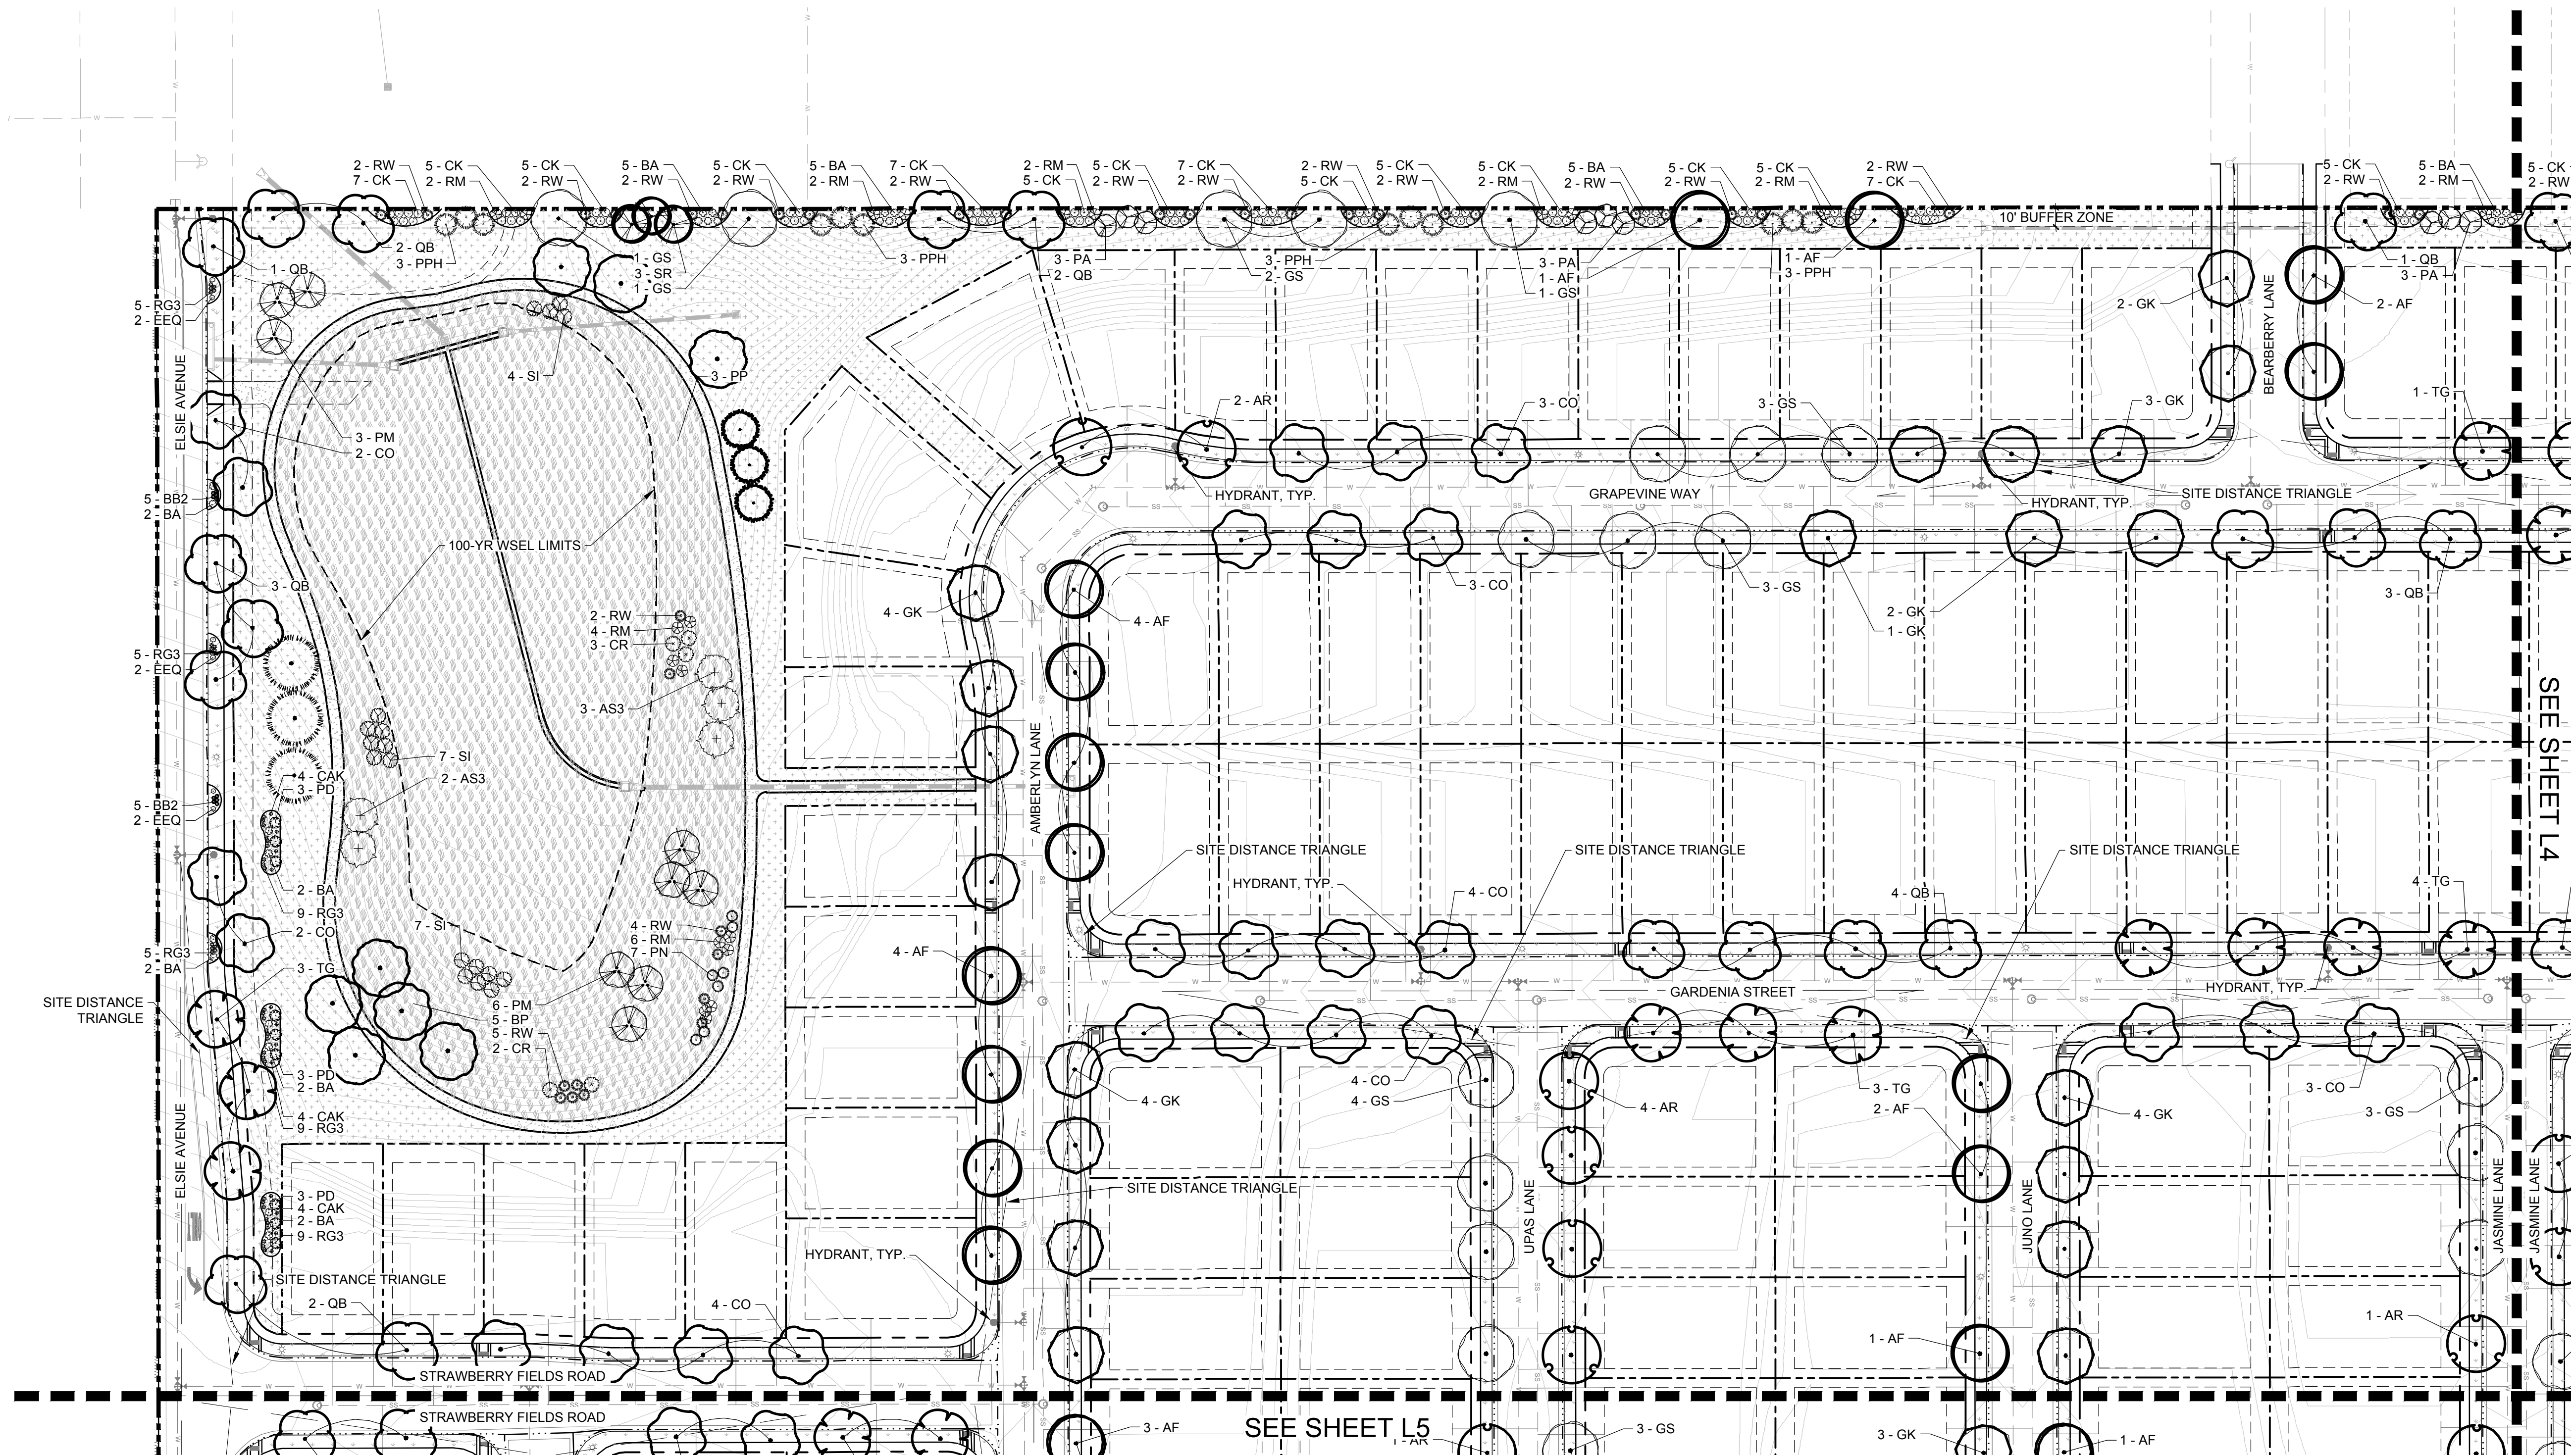 2 - RW
7 - CK
5 - CK
2 - RM
5 - CK
2 - RW
5 - BA
2 - RW
5 - CK
2 - RW
5 - BA
2 - RM
7 - CK
2 - RW
2 - RM
5 - CK
5 - CK
2 - RW
7 - CK
2 - RW
2 - RW
5 - CK
5 - CK
2 - RW
5 - CK
2 - RM
5 - BA
2 - RW
5 - CK
2 - RW
5 - CK
2 - RM
2 - RW
7 - CK
5 - CK
2 - RW
5 - BA
2 - RM
5 - CK
2 - RW
10' BUFFER ZONE
2 - QB
3 - PPH
1 - QB
1 - GS
3 - SR
1 - GS
3 - PPH
3 - PA
2 - QB
3 - PPH
2 - GS
3 - PA
1 - AF
1 - GS
1 - AF
3 - PPH
1 - QB
3 - PA
5 - RG3
2 - EEQ
2 - GK
BEARBERRY LANE
2 - AF
ELSIE AVENUE
4 - SI
3 - PP
2 - AR
3 - CO
3 - GS
3 - GK
1 - TG
3 - PM
2 - CO
5 - BB2
2 - BA
HYDRANT, TYP.
GRAPEVINE WAY
HYDRANT, TYP.
SITE DISTANCE TRIANGLE
100-YR WSEL LIMITS
3 - QB
3 - CO
3 - GS
3 - QB
4 - GK
4 - AF
2 - GK
1 - GK
2 - RW
4 - RM
3 - CR
5 - RG3
2 - EEQ
3 - AS3
SEE SHEET L4
AMBERLYN LANE
7 - SI
2 - AS3
4 - CAK
3 - PD
5 - BB2
2 - EEQ
SITE DISTANCE TRIANGLE
SITE DISTANCE TRIANGLE
SITE DISTANCE TRIANGLE
HYDRANT, TYP.
4 - CO
4 - QB
4 - TG
2 - BA
9 - RG3
2 - CO
7 - SI
4 - RW
6 - RM
7 - PN
4 - AF
5 - RG3
2 - BA
3 - TG
GARDENIA STREET
HYDRANT, TYP.
SITE DISTANCE
TRIANGLE
6 - PM
5 - BP
5 - RW
2 - CR
3 - PD
2 - BA
4 - CAK
9 - RG3
4 - GK
4 - CO
4 - GS
4 - AR
3 - TG
2 - AF
4 - GK
3 - CO
3 - GS
ELSIE AVENUE
3 - PD
4 - CAK
2 - BA
9 - RG3
SITE DISTANCE TRIANGLE
UPAS LANE
JUNO LANE
JASMINE LANE
JASMINE LANE
HYDRANT, TYP.
SITE DISTANCE TRIANGLE
2 - QB
4 - CO
1 - AF
1 - AR
STRAWBERRY FIELDS ROAD
STRAWBERRY FIELDS ROAD
3 - AF
SEE SHEET L5
1 - AR
3 - GS
3 - GK
1 - AF